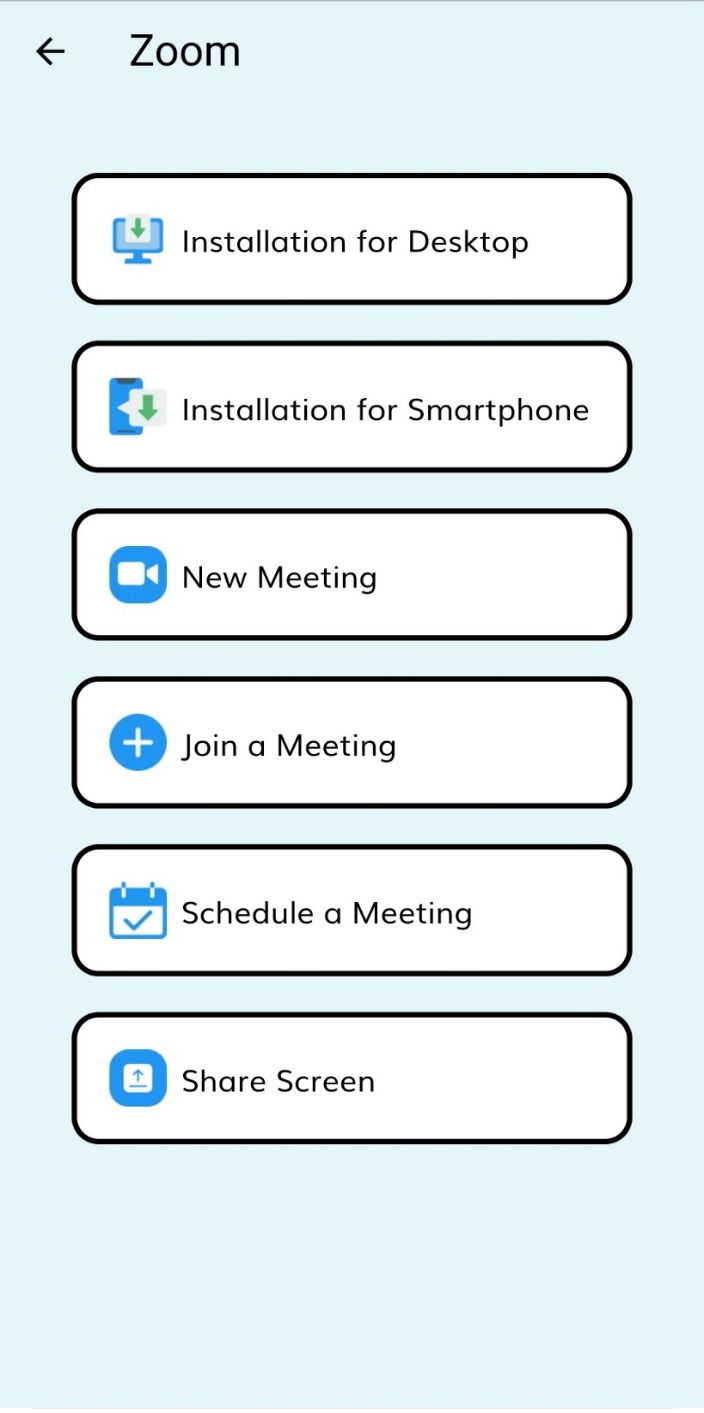 Zoom
Installation for Desktop
Installation for Smartphone
New Meeting
Join a Meeting
Schedule a Meeting
Share Screen